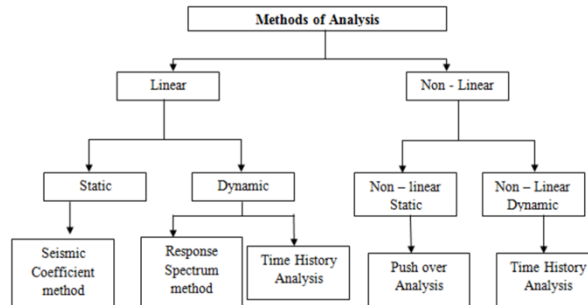 Methods of Analysis
Linear
Non - Linear
Static
Dynamic
Non – linear
Static
Non – Linear
Dynamic
Seismic
Coefficient
method
Response
Spectrum
method
Time History
Analysis
Push over
Analysis
Time History
Analysis